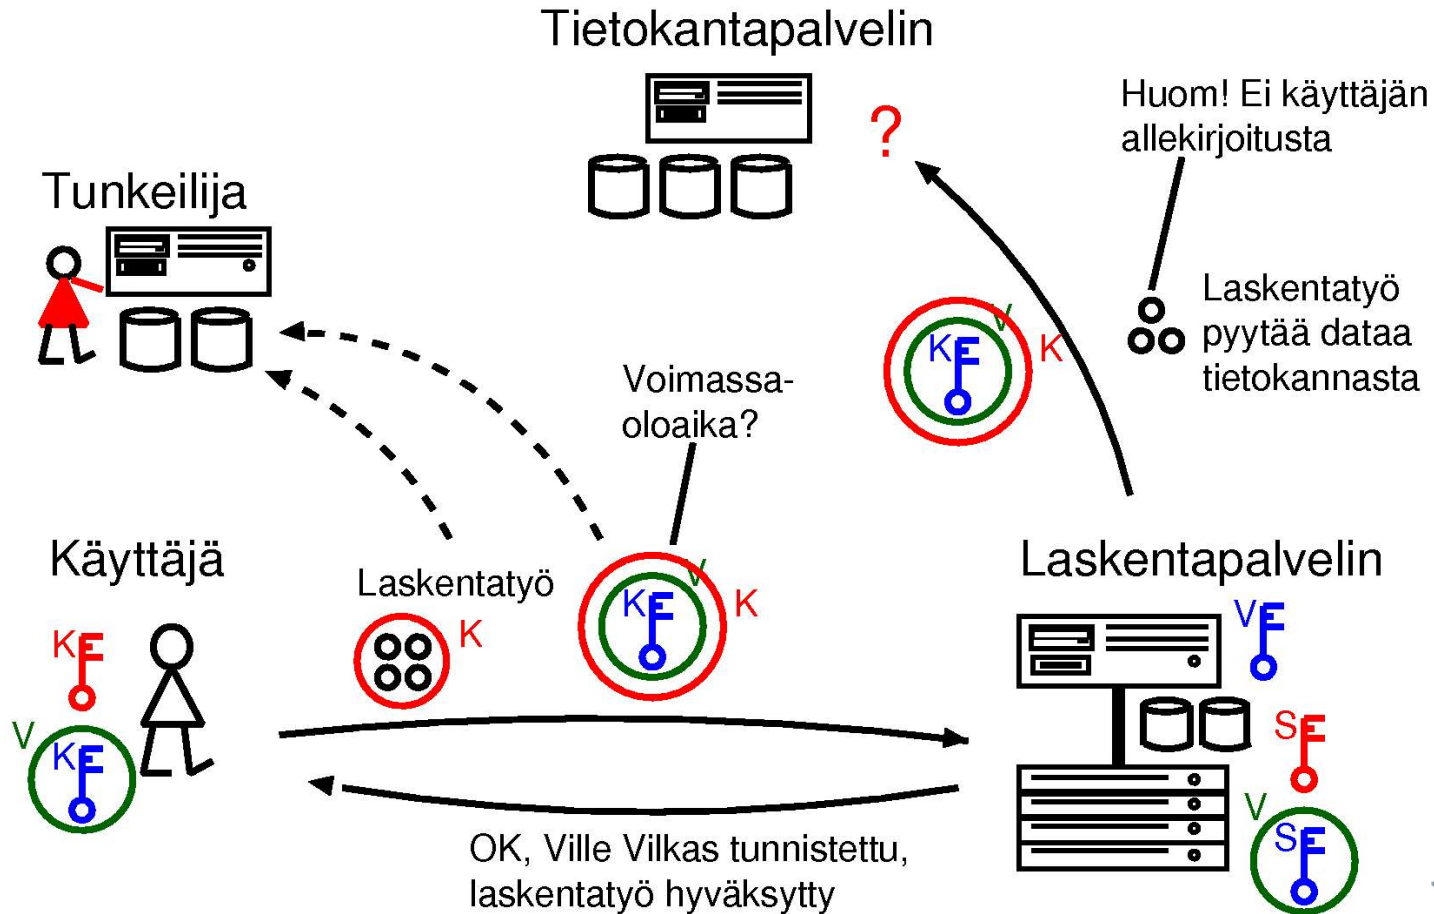 Tietokantapalvelin
?
Huom! Ei käyttäjän
allekirjoitusta
Tunkeilija
Laskentatyö
pyytää dataa
tietokannasta
V
K
K
Voimassa-
oloaika?
Käyttäjä
Laskentatyö
K
V
K
K
Laskentapalvelin
K
V
K
V
S
V
S
OK, Ville Vilkas tunnistettu,
laskentatyö hyväksytty